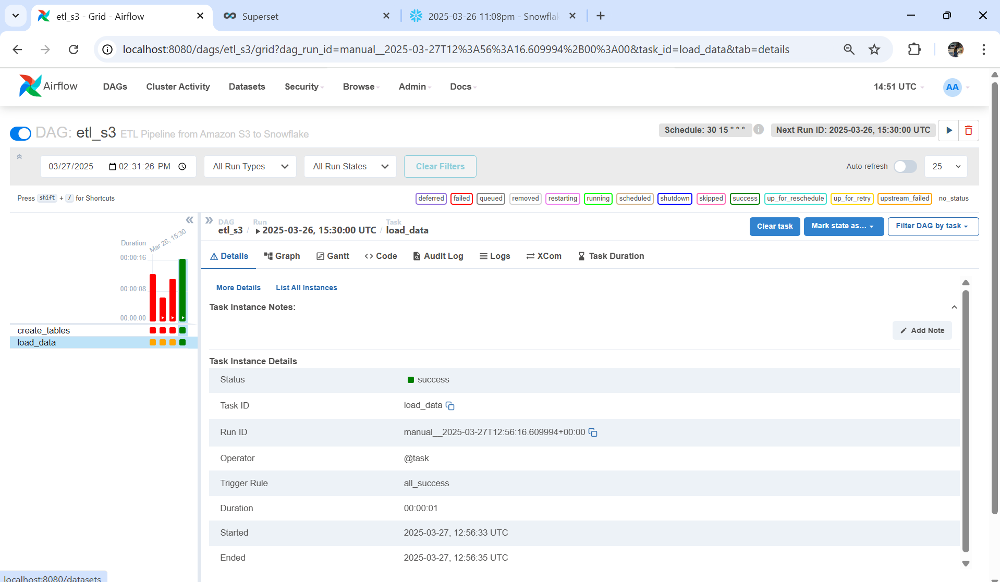 etl_s3 - Grid - Airflow
Superset
2025-03-26 11:08pm - Snowfla
localhost:8080/dags/etl_s3/grid?dag_run_id=manual__2025-03-27T12%3A56%3A16.609994%2B00%3A00&task_id=load_data&tab=details
Airflow DAGs Cluster Activity Datasets Security Browse Admin Docs 14:51 UTC AA
DAG: etl_s3 ETL Pipeline from Amazon S3 to Snowflake
Schedule: 30 15 * * * Next Run ID: 2025-03-26, 15:30:00 UTC
03/27/2025 02:31:26 PM All Run Types All Run States Clear Filters Auto-refresh 25
Press shift + / for Shortcuts
deferred failed queued removed restarting running scheduled shutdown skipped success up_for_reschedule up_for_retry upstream_failed no_status
Duration
Mar 26, 15:30
00:00:16
00:00:08
00:00:00
create_tables
load_data
DAG Run Task
etl_s3 / 2025-03-26, 15:30:00 UTC / load_data
Clear task Mark state as... Filter DAG by task
Details Graph Gantt Code Audit Log Logs XCom Task Duration
More Details List All Instances
Task Instance Notes:
Add Note
Task Instance Details
Status success
Task ID load_data
Run ID manual__2025-03-27T12:56:16.609994+00:00
Operator @task
Trigger Rule all_success
Duration 00:00:01
Started 2025-03-27, 12:56:33 UTC
Ended 2025-03-27, 12:56:35 UTC
localhost:8080/datasets